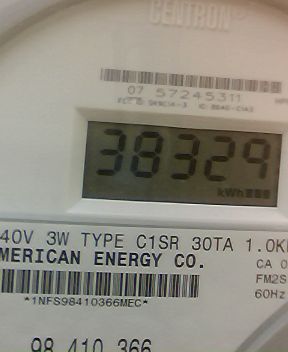 CENTRON
07 57245311
38329
kWh
40V 3W TYPE C1SR 30TA 1.0K
MERICAN ENERGY CO.
CA 0
FM2S
60Hz
*1NFS98410366MEC*
98 410 366